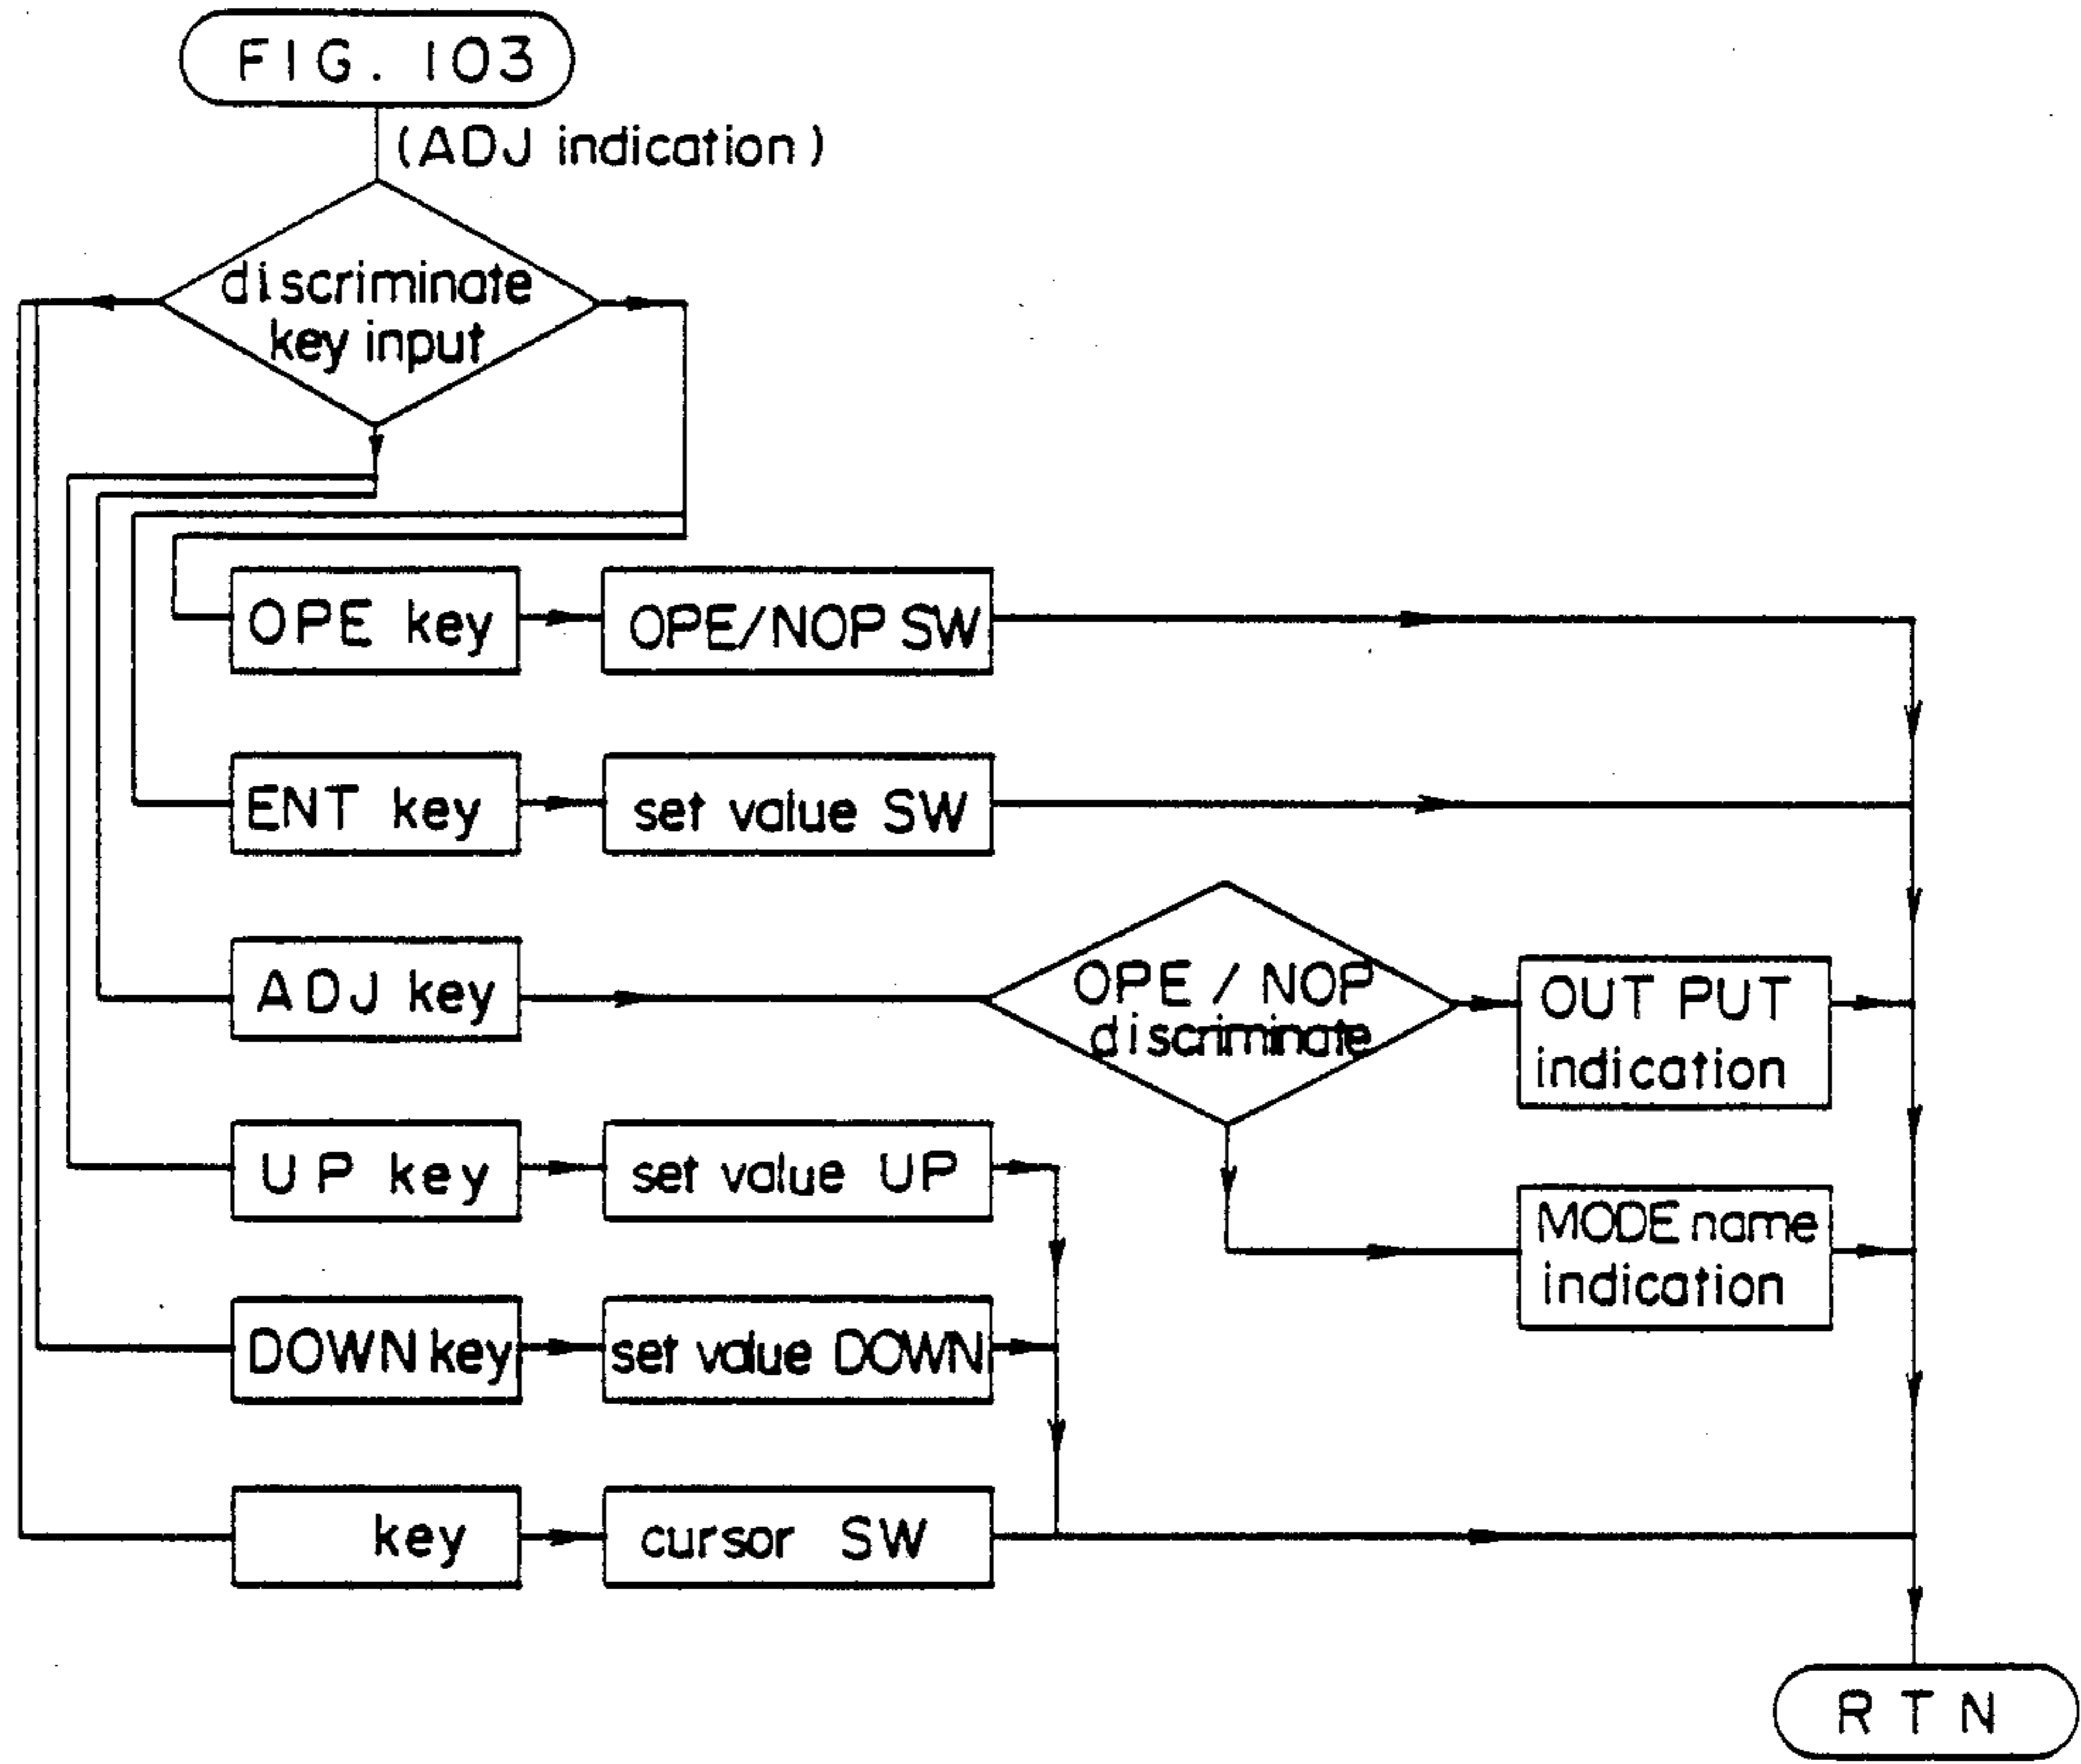 FIG. 103
(ADJ indication)
discriminate
key input
OPE key
OPE/NOP SW
ENT key
set value SW
ADJ key
OPE / NOP
discriminate
OUT PUT
indication
UP key
set value UP
MODE name
indication
DOWN key
set value DOWN
key
cursor SW
RTN